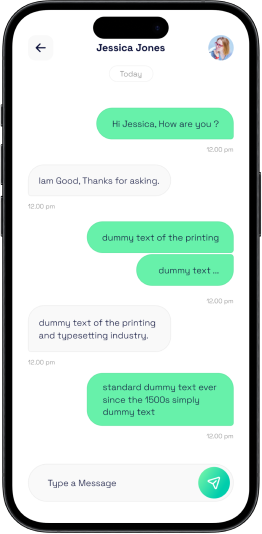 Jessica Jones
Today
Hi Jessica, How are you ?
12.00 pm
Iam Good, Thanks for asking.
12.00 pm
dummy text of the printing
dummy text ...
12.00 pm
dummy text of the printing
and typesetting industry.
12.00 pm
standard dummy text ever
since the 1500s simply
dummy text
12.00 pm
Type a Message